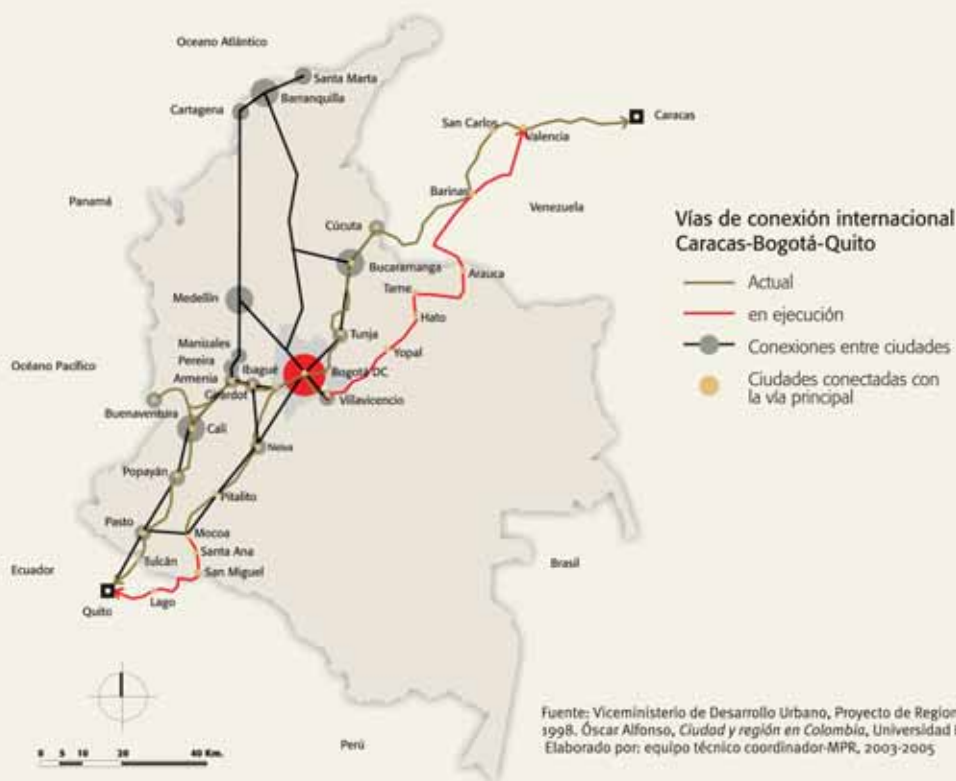 Oceano Atlántico
Santa Marta
Barranquilla
Cartagena
San Carlos
Valencia
Caracas
Panamá
Barinas
Venezuela
Cúcuta
Bucaramanga
Arauca
Tame
Medellín
Hato
Tunja
Yopal
Manizales
Pereira
Océano Pacífico
Armenia
Ibagué
Bogotá DC
Girardot
Villavicencio
Buenaventura
Cali
Neiva
Popayán
Pitalito
Pasto
Mocoa
Santa Ana
Tulcán
San Miguel
Ecuador
Brasil
Lago
Quito
Perú
Vías de conexión internacional
Caracas-Bogotá-Quito
Actual
en ejecución
Conexiones entre ciudades
Ciudades conectadas con
la vía principal
0 5 10 20 40 Km.
Fuente: Viceministerio de Desarrollo Urbano, Proyecto de Region
1998. Óscar Alfonso, Ciudad y región en Colombia, Universidad
Elaborado por: equipo técnico coordinador-MPR, 2003-2005